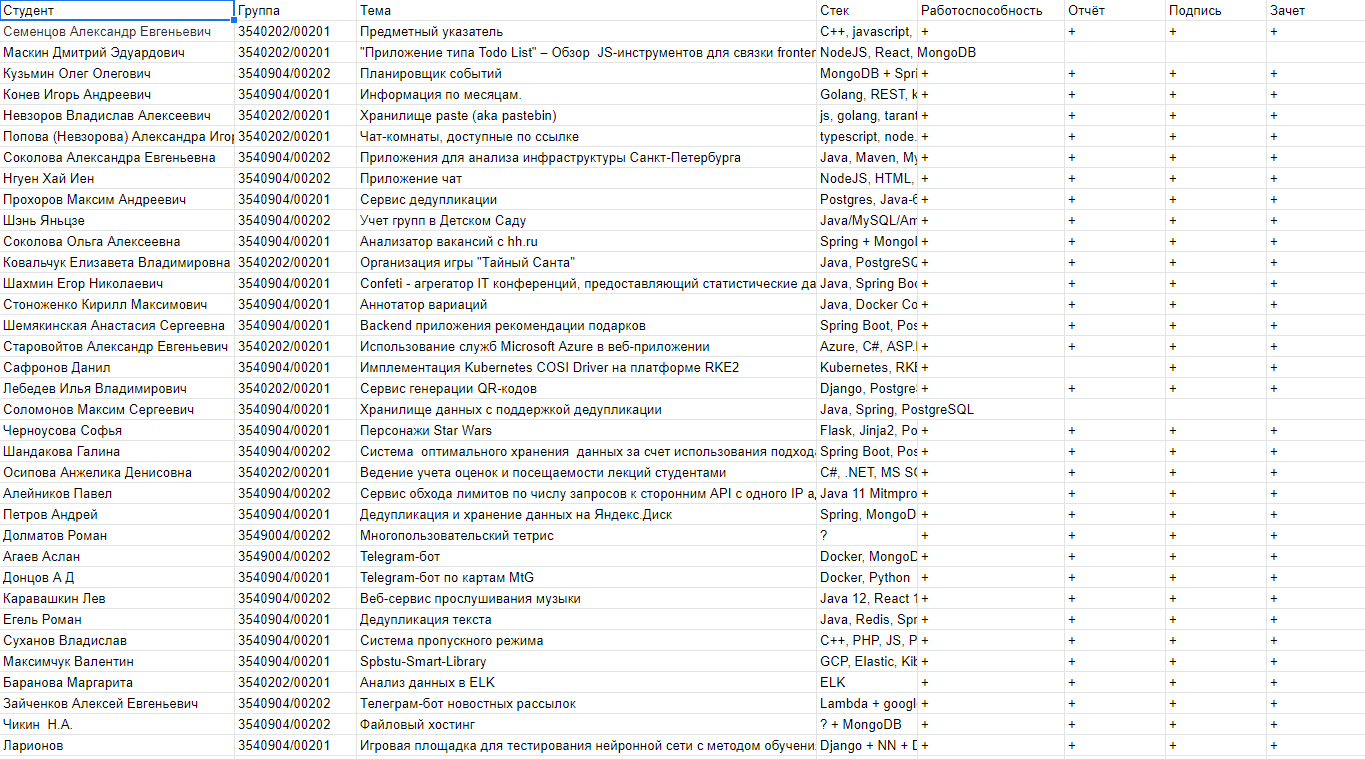 Студент Группа Тема Стек Работоспособность Отчёт Подпись Зачет
Семенцов Александр Евгеньевич 3540202/00201 Предметный указатель C++, javascript, + + + +
Маскин Дмитрий Эдуардович 3540202/00201 "Приложение типа Todo List" – Обзор JS-инструментов для связки fronter NodeJS, React, MongoDB
Кузьмин Олег Олегович 3540904/00202 Планировщик событий MongoDB + Spri + + + +
Конев Игорь Андреевич 3540904/00201 Информация по месяцам. Golang, REST, k + + + +
Невзоров Владислав Алексеевич 3540202/00201 Хранилище paste (aka pastebin) js, golang, tarant + + + +
Попова (Невзорова) Александра Игор 3540202/00201 Чат-комнаты, доступные по ссылке typescript, node. + + + +
Соколова Александра Евгеньевна 3540904/00202 Приложения для анализа инфраструктуры Санкт-Петербурга Java, Maven, My + + + +
Нгуен Хай Иен 3540904/00202 Приложение чат NodeJS, HTML, + + + +
Прохоров Максим Андреевич 3540904/00201 Сервис дедупликации Postgres, Java-6 + + + +
Шэнь Яньцзе 3540904/00202 Учет групп в Детском Саду Java/MySQL/Am + + + +
Соколова Ольга Алексеевна 3540904/00201 Анализатор вакансий с hh.ru Spring + Mongol + + + +
Ковальчук Елизавета Владимировна 3540202/00201 Организация игры "Тайный Санта" Java, PostgreSQ + + + +
Шахмин Егор Николаевич 3540904/00201 Confeti - агрегатор IT конференций, предоставляющий статистические да Java, Spring Boo + + + +
Стоноженко Кирилл Максимович 3540904/00201 Аннотатор вариаций Java, Docker Co + + + +
Шемякинская Анастасия Сергеевна 3540904/00201 Backend приложения рекомендации подарков Spring Boot, Pos + + + +
Старовойтов Александр Евгеньевич 3540202/00201 Использование служб Microsoft Azure в веб-приложении Azure, C#, ASP.I + + + +
Сафронов Данил 3540904/00201 Имплементация Kubernetes COSI Driver на платформе RKE2 Kubernetes, RKE + + +
Лебедев Илья Владимирович 3540202/00201 Сервис генерации QR-кодов Django, Postgre + + + +
Соломонов Максим Сергеевич 3540904/00201 Хранилище данных с поддержкой дедупликации Java, Spring, PostgreSQL
Черноусова Софья 3540904/00201 Персонажи Star Wars Flask, Jinja2, Po + + + +
Шандакова Галина 3540904/00202 Система оптимального хранения данных за счет использования подход Spring Boot, Pos + + + +
Осипова Анжелика Денисовна 3540202/00201 Ведение учета оценок и посещаемости лекций студентами C#, .NET, MS SQ + + + +
Алейников Павел 3540904/00202 Сервис обхода лимитов по числу запросов к сторонним API с одного IP а Java 11 Mitmpro + + + +
Петров Андрей 3540904/00201 Дедупликация и хранение данных на Яндекс.Диск Spring, MongoD + + + +
Долматов Роман 3549004/00202 Многопользовательский тетрис ? + + + +
Агаев Аслан 3549004/00202 Telegram-бот Docker, MongoD + + + +
Донцов А Д 3540904/00201 Telegram-бот по картам MtG Docker, Python + + + +
Каравашкин Лев 3540904/00202 Веб-сервис прослушивания музыки Java 12, React 1 + + + +
Егель Роман 3540904/00201 Дедупликация текста Java, Redis, Spr + + + +
Суханов Владислав 3540904/00201 Система пропускного режима C++, PHP, JS, P + + + +
Максимчук Валентин 3540904/00201 Spbstu-Smart-Library GCP, Elastic, Kib + + + +
Баранова Маргарита 3540202/00201 Анализ данных в ELK ELK + + + +
Зайченков Алексей Евгеньевич 3540904/00202 Телеграм-бот новостных рассылок Lambda + googl + + + +
Чикин Н.А. 3540904/00202 Файловый хостинг ? + MongoDB + + + +
Ларионов 3540904/00201 Игровая площадка для тестирования нейронной сети с методом обучени Django + NN + D + + + +